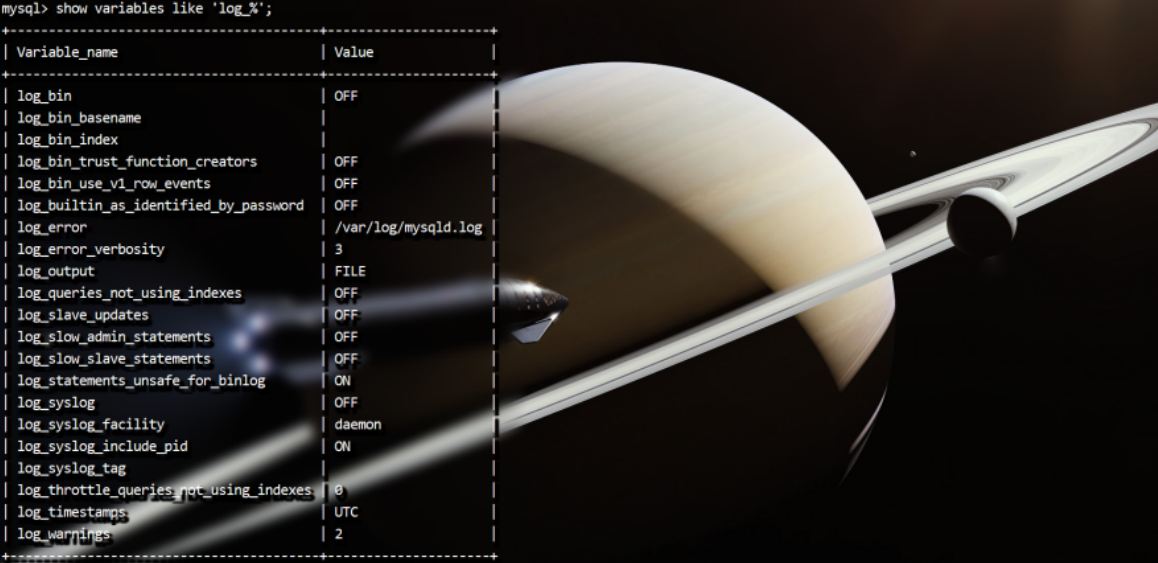 mysql> show variables like 'log_%';
+----------------------------------------+---------------------+
| Variable_name                          | Value               |
+----------------------------------------+---------------------+
| log_bin                                | OFF                 |
| log_bin_basename                       |                     |
| log_bin_index                          |                     |
| log_bin_trust_function_creators        | OFF                 |
| log_bin_use_v1_row_events              | OFF                 |
| log_builtin_as_identified_by_password  | OFF                 |
| log_error                              | /var/log/mysqld.log |
| log_error_verbosity                    | 3                   |
| log_output                             | FILE                |
| log_queries_not_using_indexes          | OFF                 |
| log_slave_updates                      | OFF                 |
| log_slow_admin_statements              | OFF                 |
| log_slow_slave_statements              | OFF                 |
| log_statements_unsafe_for_binlog       | ON                  |
| log_syslog                             | OFF                 |
| log_syslog_facility                    | daemon              |
| log_syslog_include_pid                 | ON                  |
| log_syslog_tag                         |                     |
| log_throttle_queries_not_using_indexes | 0                   |
| log_timestamps                         | UTC                 |
| log_warnings                           | 2                   |
+----------------------------------------+---------------------+